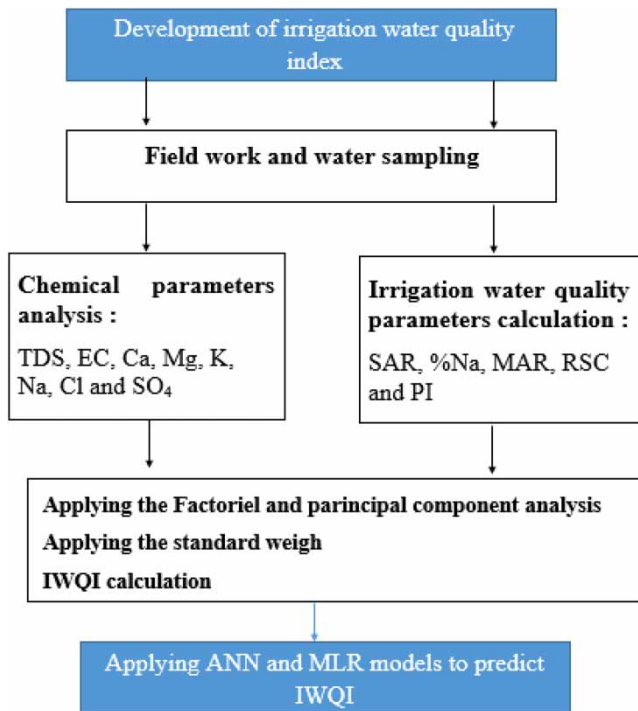 Development of irrigation water quality
index
Field work and water sampling
Chemical parameters
analysis :
TDS, EC, Ca, Mg, K,
Na, Cl and SO₄
Irrigation water quality
parameters calculation :
SAR, %Na, MAR, RSC
and PI
Applying the Factoriel and parincipal component analysis
Applying the standard weigh
IWQI calculation
Applying ANN and MLR models to predict
IWQI